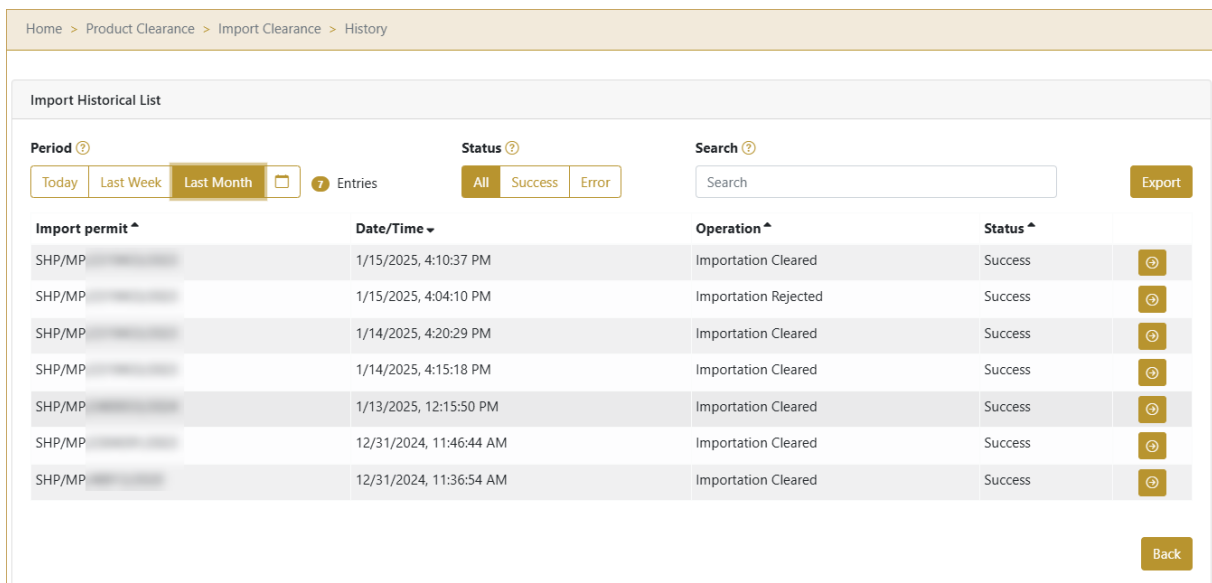 Home > Product Clearance > Import Clearance > History
Import Historical List
Period ? Status ? Search ?
Today Last Week Last Month 7 Entries All Success Error Search Export
Import permit Date/Time Operation Status
SHP/MP 1/15/2025, 4:10:37 PM Importation Cleared Success
SHP/MP 1/15/2025, 4:04:10 PM Importation Rejected Success
SHP/MP 1/14/2025, 4:20:29 PM Importation Cleared Success
SHP/MP 1/14/2025, 4:15:18 PM Importation Cleared Success
SHP/MP 1/13/2025, 12:15:50 PM Importation Cleared Success
SHP/MP 12/31/2024, 11:46:44 AM Importation Cleared Success
SHP/MP 12/31/2024, 11:36:54 AM Importation Cleared Success
Back